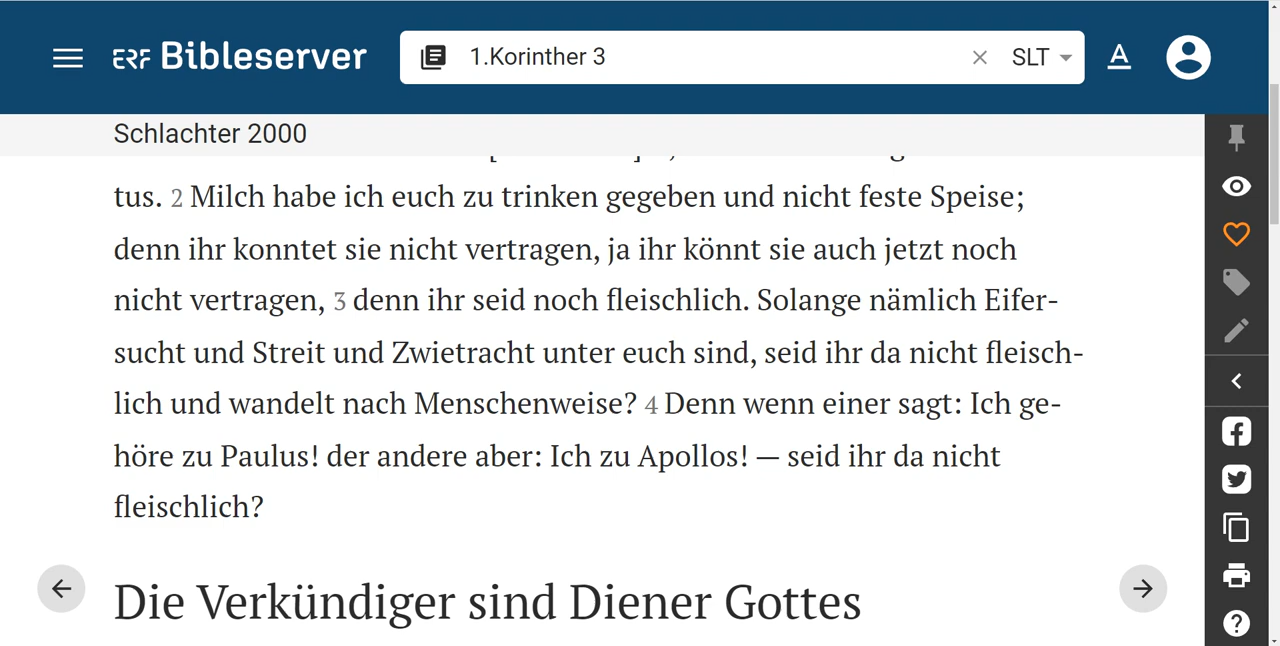 ERF Bibleserver
1.Korinther 3
SLT
A
Schlachter 2000
tus. 2 Milch habe ich euch zu trinken gegeben und nicht feste Speise;
denn ihr konntet sie nicht vertragen, ja ihr könnt sie auch jetzt noch
nicht vertragen, 3 denn ihr seid noch fleischlich. Solange nämlich Eifer-
sucht und Streit und Zwietracht unter euch sind, seid ihr da nicht fleisch-
lich und wandelt nach Menschenweise? 4 Denn wenn einer sagt: Ich ge-
höre zu Paulus! der andere aber: Ich zu Apollos! — seid ihr da nicht
fleischlich?
Die Verkündiger sind Diener Gottes